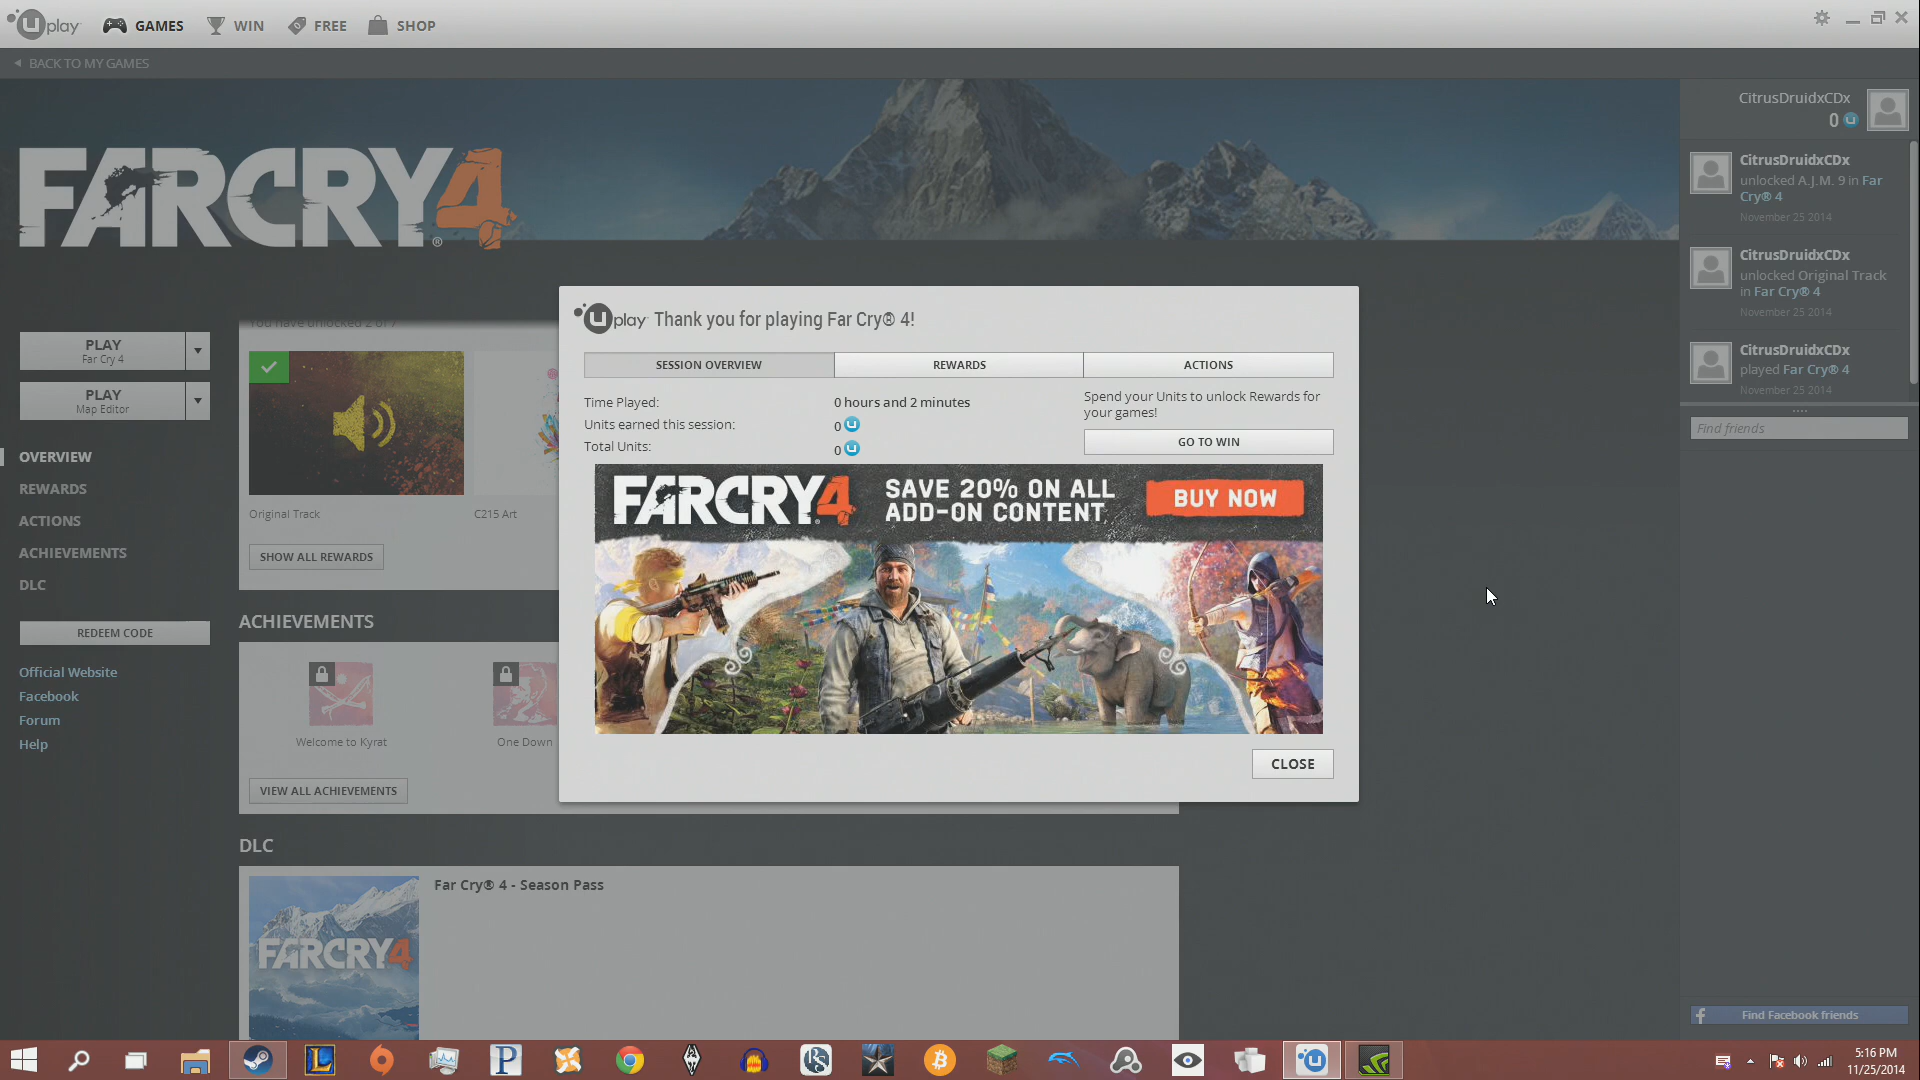 Uplay
GAMES
WIN
FREE
SHOP
BACK TO MY GAMES
CitrusDruidxCDx
0
FARCRY4
CitrusDruidxCDx
unlocked A.J.M. 9 in Far
Cry® 4
November 25 2014
CitrusDruidxCDx
unlocked Original Track
in Far Cry® 4
November 25 2014
CitrusDruidxCDx
played Far Cry® 4
November 25 2014
Find friends
Find Facebook friends
PLAY
Far Cry 4
PLAY
Map Editor
OVERVIEW
REWARDS
ACTIONS
ACHIEVEMENTS
DLC
REDEEM CODE
Official Website
Facebook
Forum
Help
You have unlocked 2 of 7
Original Track
C215 Art
SHOW ALL REWARDS
ACHIEVEMENTS
Welcome to Kyrat
One Down
VIEW ALL ACHIEVEMENTS
DLC
Far Cry® 4 - Season Pass
FARCRY4
Uplay Thank you for playing Far Cry® 4!
SESSION OVERVIEW
REWARDS
ACTIONS
Time Played: 0 hours and 2 minutes
Units earned this session: 0
Total Units: 0
Spend your Units to unlock Rewards for
your games!
GO TO WIN
FARCRY4
SAVE 20% ON ALL
ADD-ON CONTENT
BUY NOW
CLOSE
5:16 PM
11/25/2014